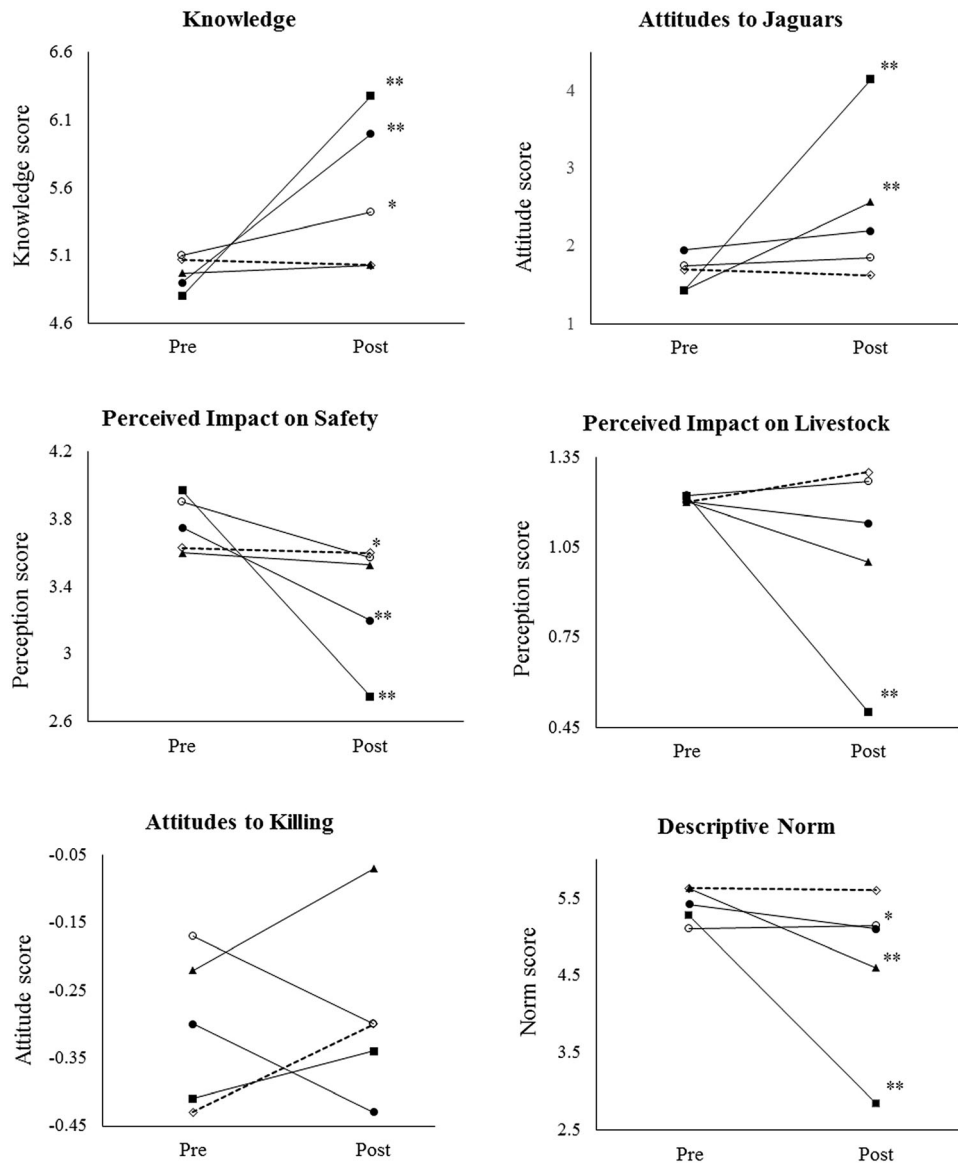 Knowledge
Knowledge score
6.6
6.1
5.6
5.1
4.6
**
**
*
Pre Post
Attitudes to Jaguars
Attitude score
4
3
2
1
**
**
Pre Post
Perceived Impact on Safety
Perception score
4.2
3.8
3.4
3
2.6
*
**
**
Pre Post
Perceived Impact on Livestock
Perception score
1.35
1.05
0.75
0.45
**
Pre Post
Attitudes to Killing
Attitude score
-0.05
-0.15
-0.25
-0.35
-0.45
Pre Post
Descriptive Norm
Norm score
5.5
4.5
3.5
2.5
*
**
**
Pre Post